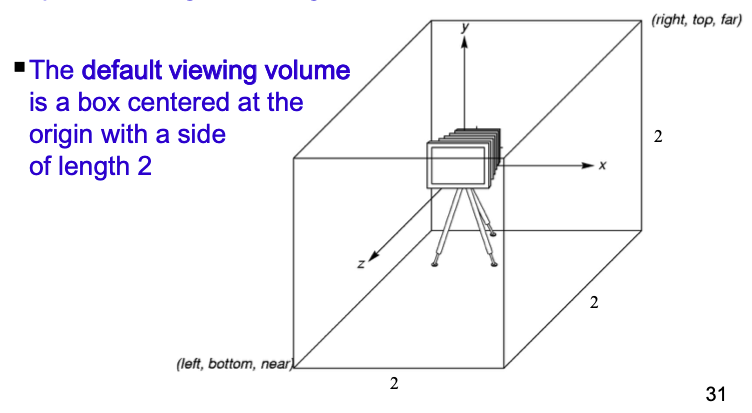 (right, top, far)
y
▪The default viewing volume
is a box centered at the
origin with a side
of length 2
2
x
z
2
(left, bottom, near)
2
31